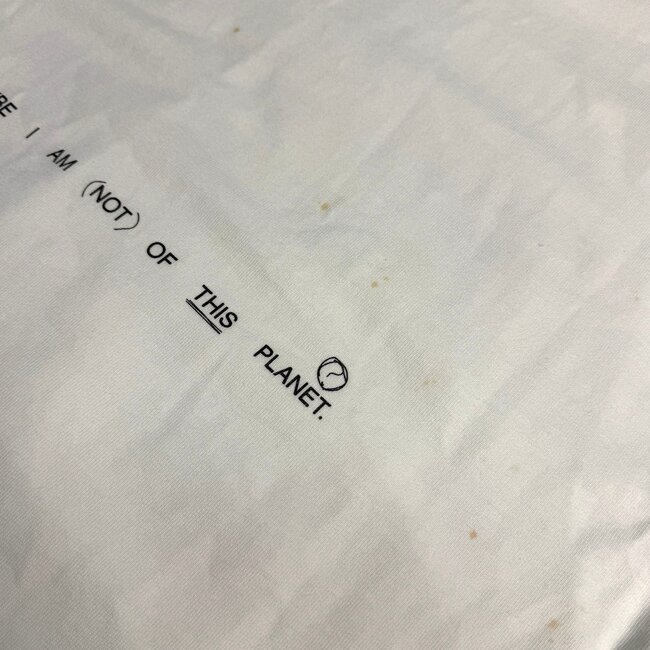 I AM (NOT) OF THIS PLANET.